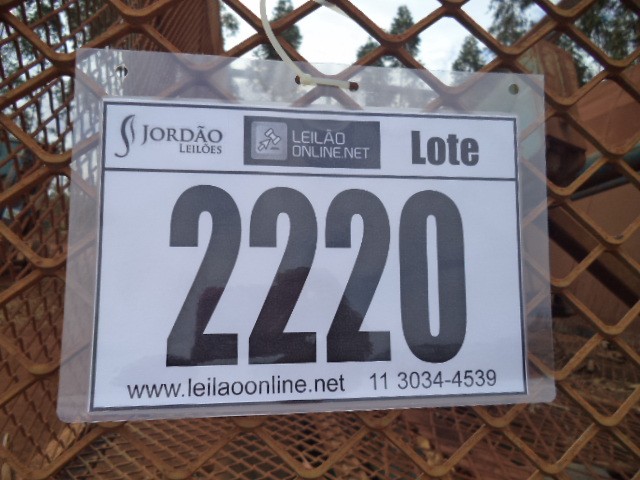 JORDÃO
LEILÕES
LEILÃO
ONLINE.NET
Lote
2220
www.leilaoonline.net 11 3034-4539